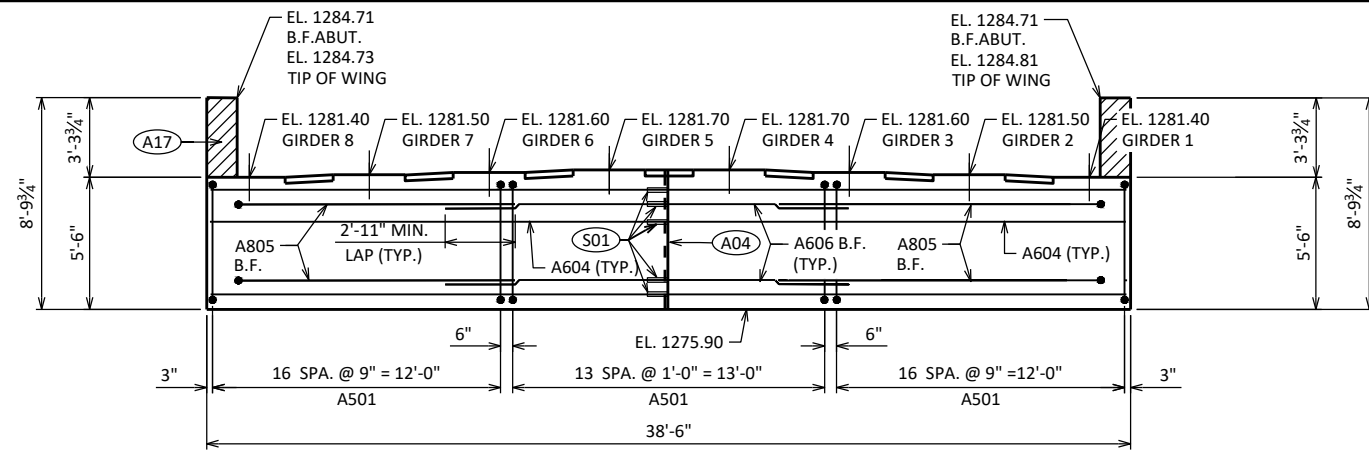 EL. 1284.71
B.F.ABUT.
EL. 1284.73
TIP OF WING
EL. 1284.71
B.F.ABUT.
EL. 1284.81
TIP OF WING
8'-9¾"
3'-3¾"
5'-6"
A17
EL. 1281.40
GIRDER 8
EL. 1281.50
GIRDER 7
EL. 1281.60
GIRDER 6
EL. 1281.70
GIRDER 5
EL. 1281.70
GIRDER 4
EL. 1281.60
GIRDER 3
EL. 1281.50
GIRDER 2
EL. 1281.40
GIRDER 1
3'-3¾"
5'-6"
8'-9¾"
A805
B.F.
2'-11" MIN.
LAP (TYP.)
A604 (TYP.)
S01
A04
A606 B.F.
(TYP.)
A805
B.F.
A604 (TYP.)
EL. 1275.90
3"
16 SPA. @ 9" = 12'-0"
A501
6"
13 SPA. @ 1'-0" = 13'-0"
A501
6"
16 SPA. @ 9" =12'-0"
A501
3"
38'-6"